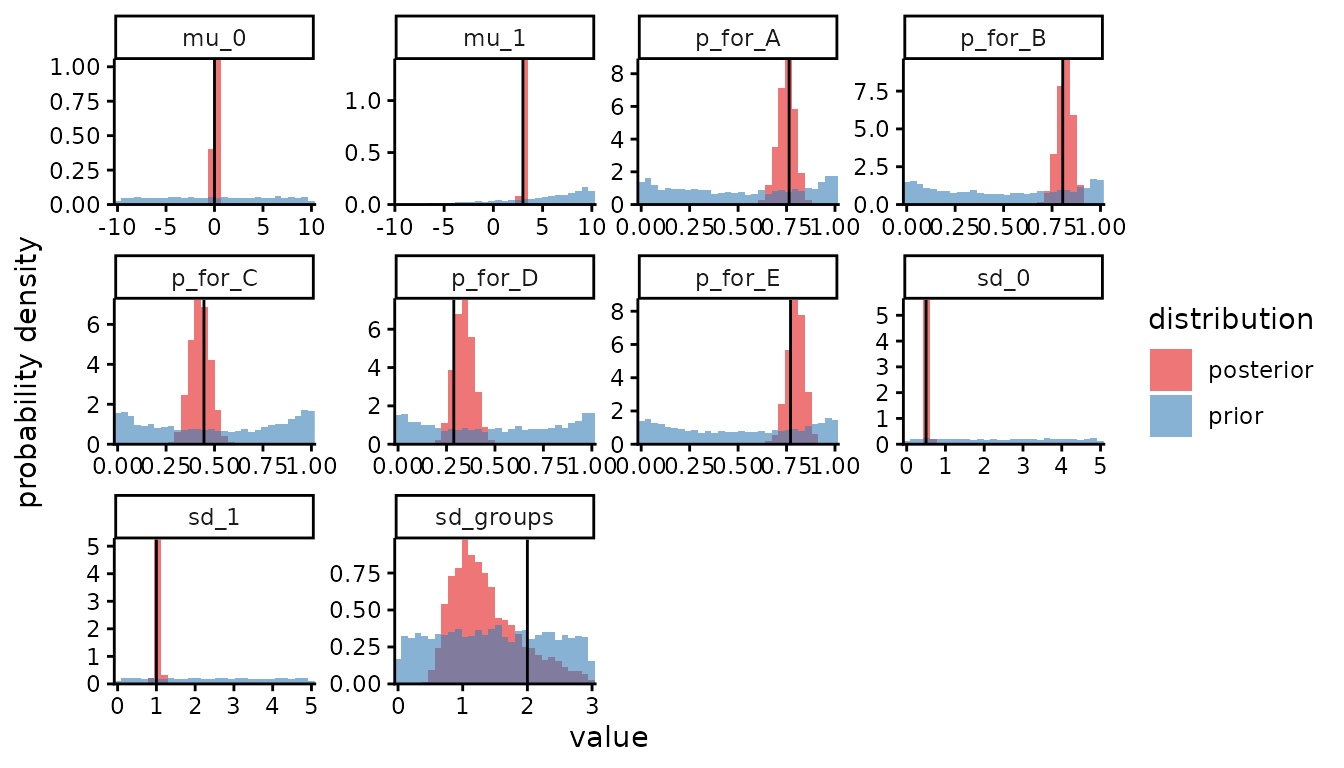 mu_0 mu_1 p_for_A p_for_B
1.00 0.75 0.50 0.25 0.00
-10 -5 0 5 10
1.0 0.5 0.0
-10 -5 0 5 10
8 6 4 2 0
0.00 0.25 0.50 0.75 1.00
7.5 5.0 2.5 0.0
0.00 0.25 0.50 0.75 1.00
p_for_C p_for_D p_for_E sd_0
6 4 2 0
0.00 0.25 0.50 0.75 1.00
6 4 2 0
0.00 0.25 0.50 0.75 1.00
8 6 4 2 0
0.00 0.25 0.50 0.75 1.00
5 4 3 2 1 0
0 1 2 3 4 5
sd_1 sd_groups
5 4 3 2 1 0
0 1 2 3 4 5
0.75 0.50 0.25 0.00
0 1 2 3
value
probability density
distribution
posterior
prior